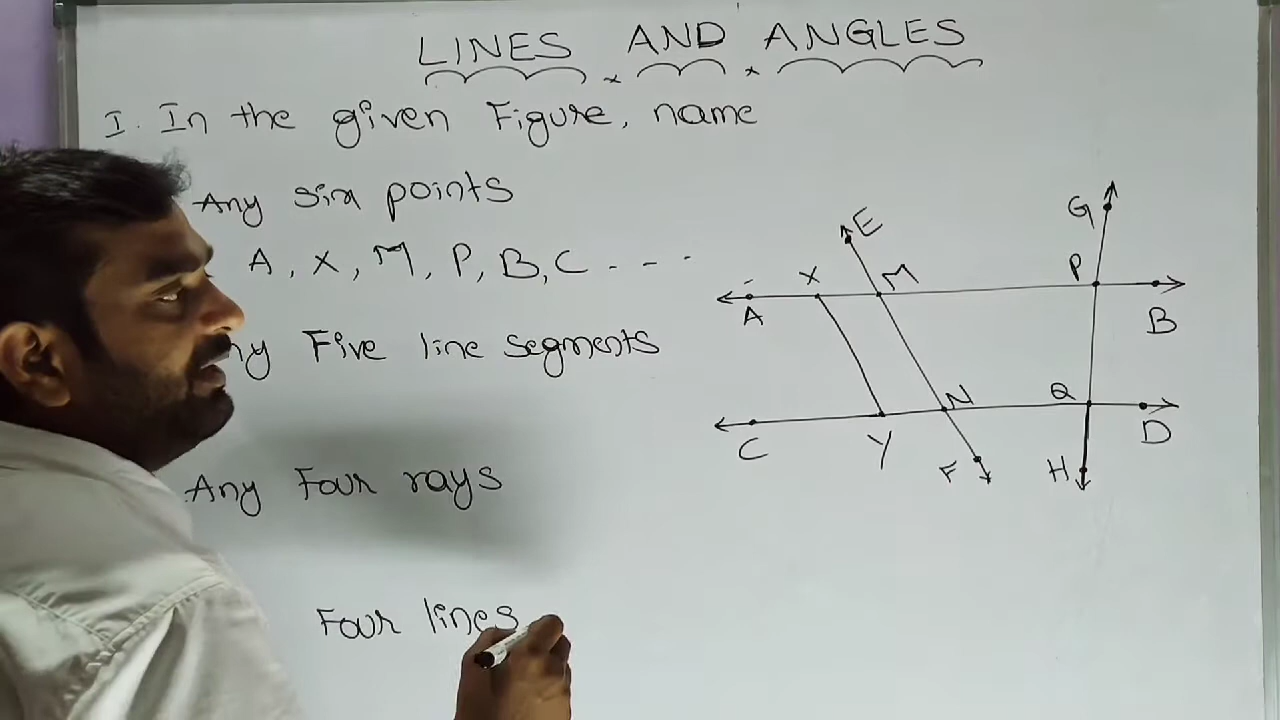 LINES AND ANGLES
I. In the given Figure, name
Any six points
A, X, M, P, B, C - - -
Five line segments
Any Four rays
Four lines
G
E
X M P
A B
N Q
C Y D
F H